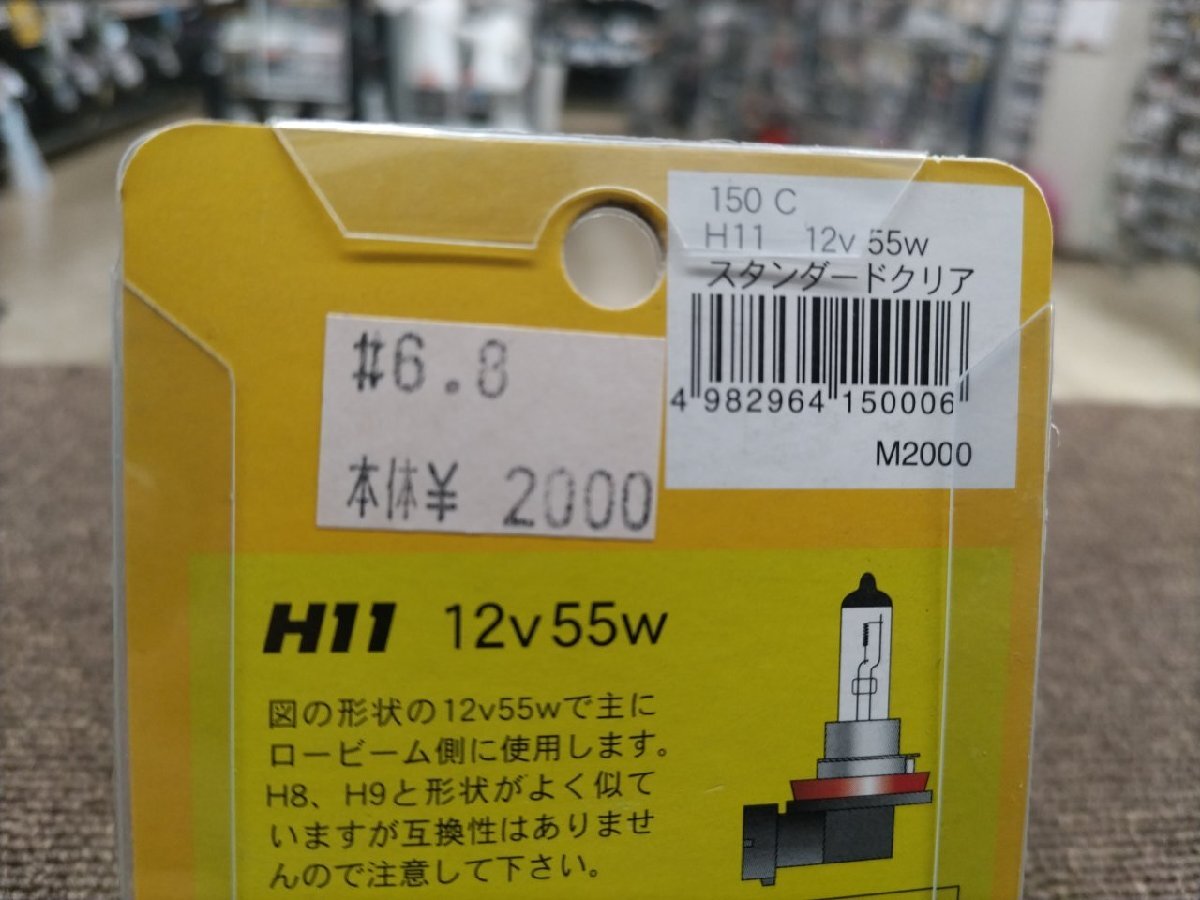 150 C
H11 12v 55w
スタンダードクリア
4 982964 150006
M2000
#6.8
本体¥ 2000
H11 12v55w
図の形状の12v55wで主に
ロービーム側に使用します。
H8、H9と形状がよく似て
いますが互換性はありませ
んので注意して下さい。